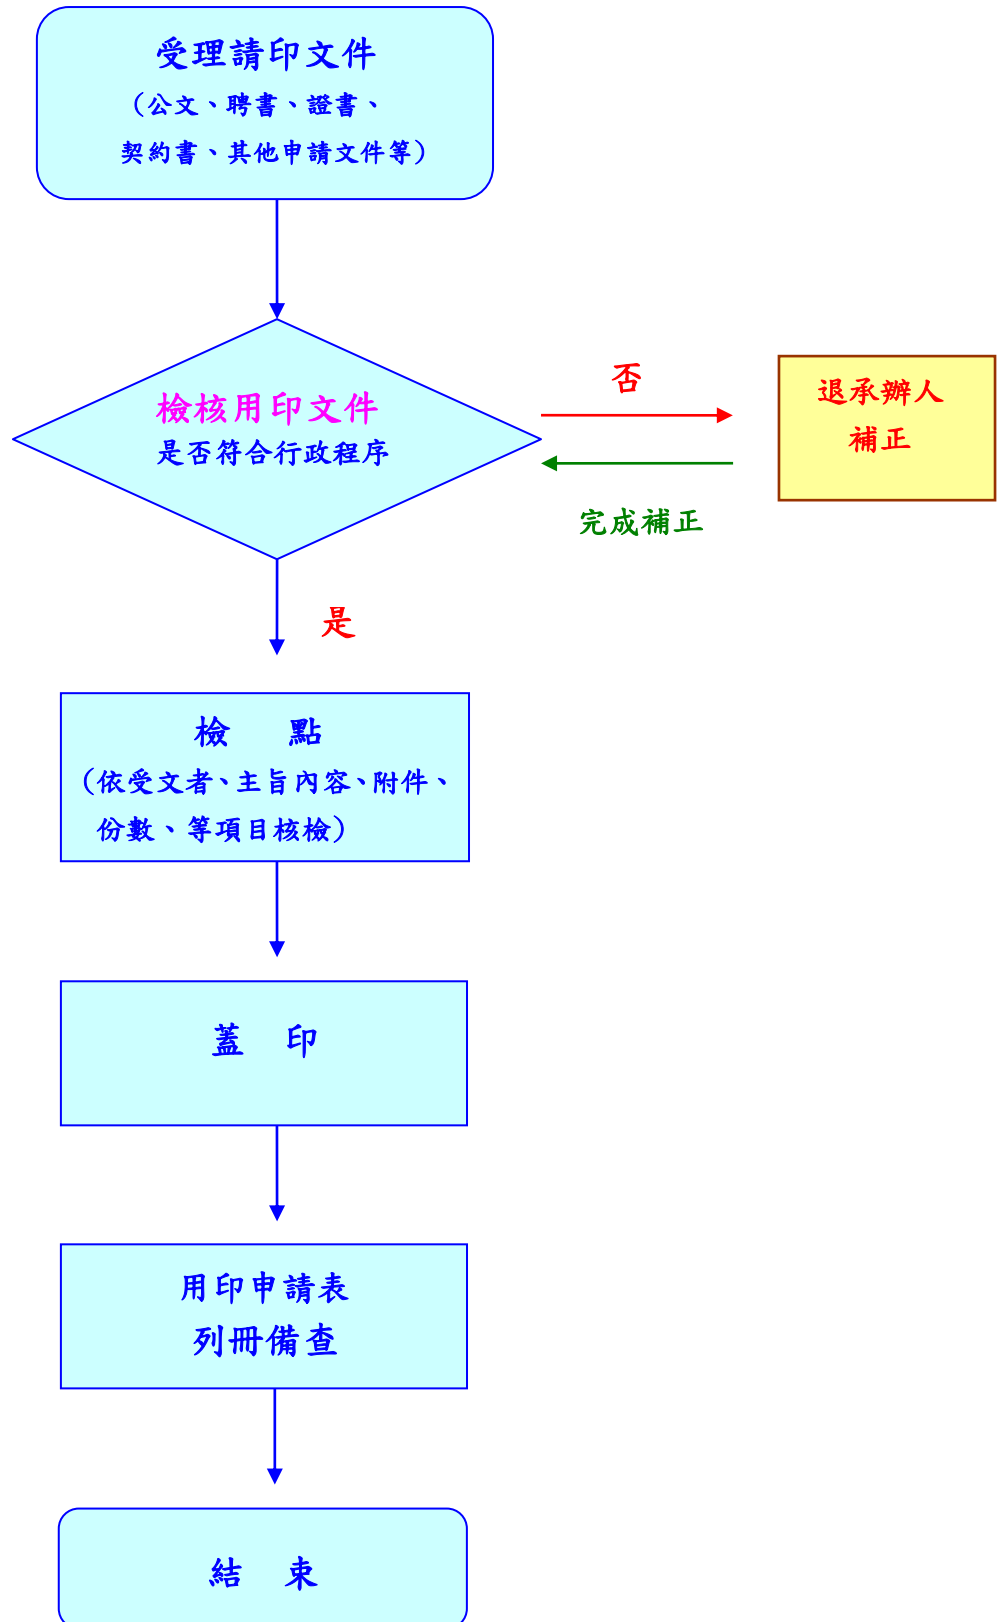 受理請印文件
（公文、聘書、證書、
契約書、其他申請文件等）
檢核用印文件
是否符合行政程序
否
退承辦人
補正
完成補正
是
檢 點
（依受文者、主旨內容、附件、
份數、等項目核檢）
蓋 印
用印申請表
列冊備查
結 束